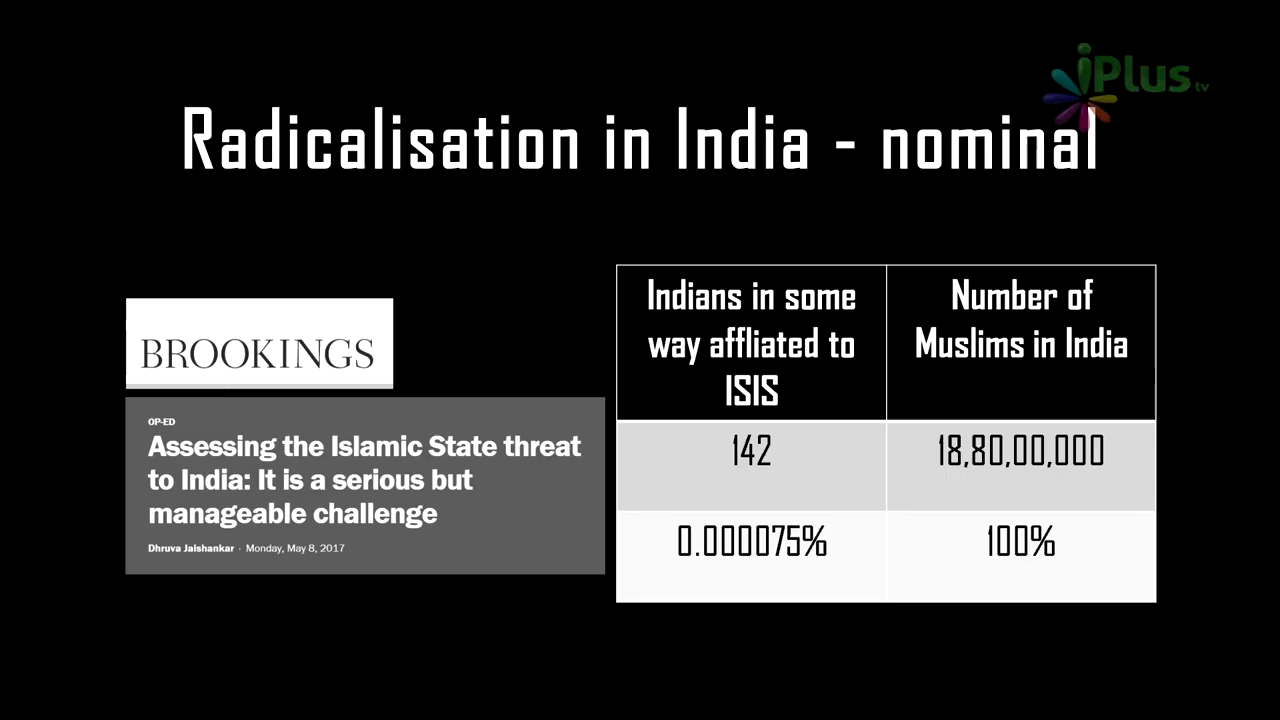 iPlus tv
Radicalisation in India - nominal
BROOKINGS
OP-ED
Assessing the Islamic State threat
to India: It is a serious but
manageable challenge
Dhruva Jaishankar · Monday, May 8, 2017
Indians in some
way affliated to
ISIS
Number of
Muslims in India
142
18,80,00,000
0.000075%
100%